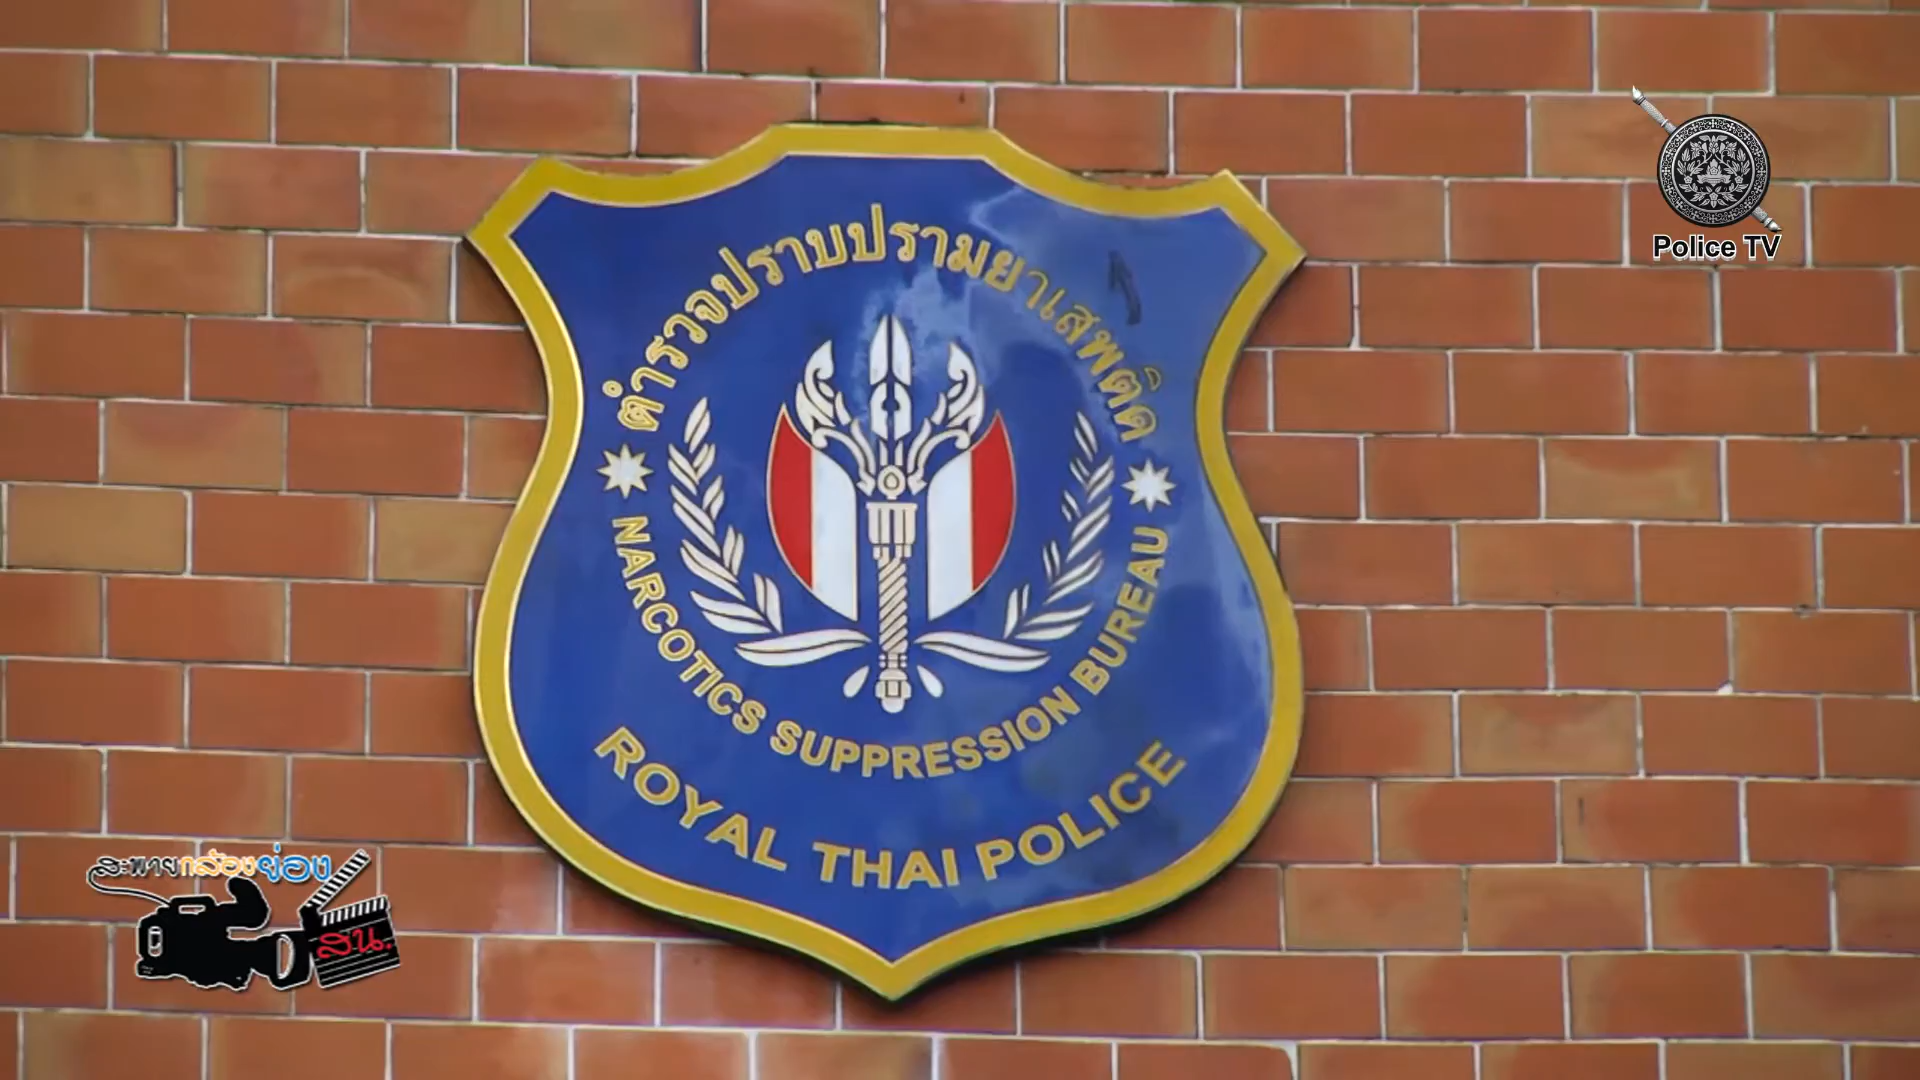 Police TV
ตำรวจปราบปรามยาเสพติด
NARCOTICS SUPPRESSION BUREAU
ROYAL THAI POLICE
สะพายกล้องย่อง
สน.